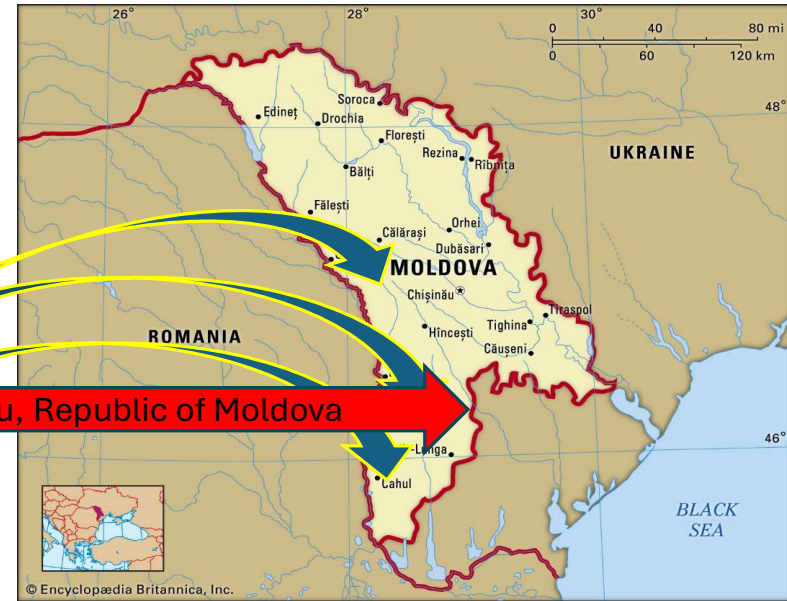 26°
28°
30°
0 40 80 mi
0 60 120 km
48°
Soroca
Edineț
Drochia
Florești
Rezina
Rîbnița
UKRAINE
Bălți
Fălești
Orhei
Călărași
Dubăsari
MOLDOVA
Chișinău
Tiraspol
Tighina
Hîncești
ROMANIA
Căușeni
, Republic of Moldova
-Lunga
46°
Cahul
BLACK
SEA
© Encyclopædia Britannica, Inc.